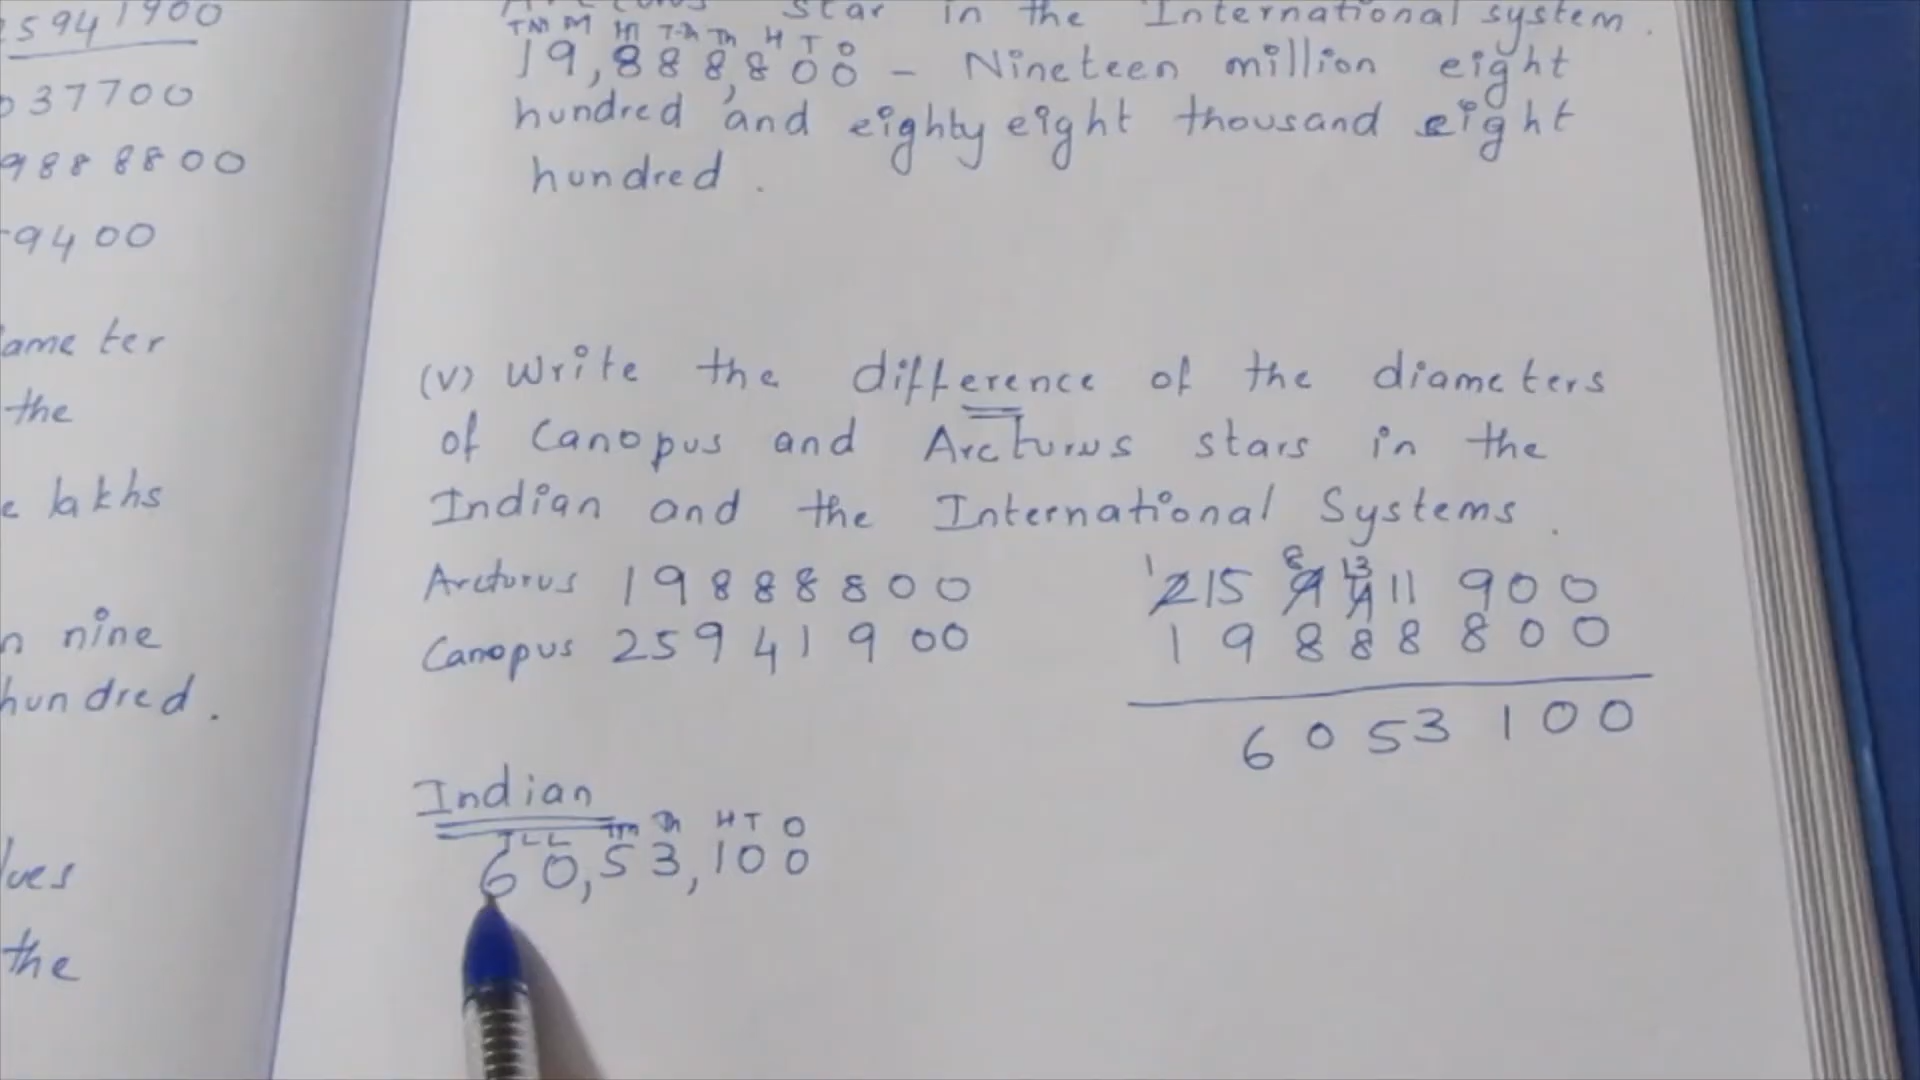 5941900
37700
9888800
9400
ameter
the
lakhs
nine
hundred.
the
star in the International system.
TM M H T-Th Th H T O
19,888,800 - Nineteen million eight
hundred and eighty eight thousand eight
hundred.
(V) Write the difference of the diameters
of Canopus and Arcturus stars in the
Indian and the International Systems.
Arcturus 19888800
Canopus 25941900
1 8 13
2 15 9 4 11 900
19888800
6053100
Indian
TL L TTh Th H T O
60,53,100